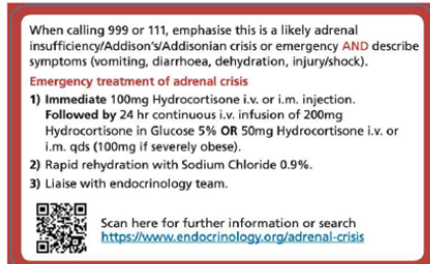 When calling 999 or 111, emphasise this is a likely adrenal
insufficiency/Addison's/Addisonian crisis or emergency AND describe
symptoms (vomiting, diarrhoea, dehydration, injury/shock).
Emergency treatment of adrenal crisis
1) Immediate 100mg Hydrocortisone i.v. or i.m. injection.
Followed by 24 hr continuous i.v. infusion of 200mg
Hydrocortisone in Glucose 5% OR 50mg Hydrocortisone i.v. or
i.m. qds (100mg if severely obese).
2) Rapid rehydration with Sodium Chloride 0.9%.
3) Liaise with endocrinology team.
Scan here for further information or search
https://www.endocrinology.org/adrenal-crisis